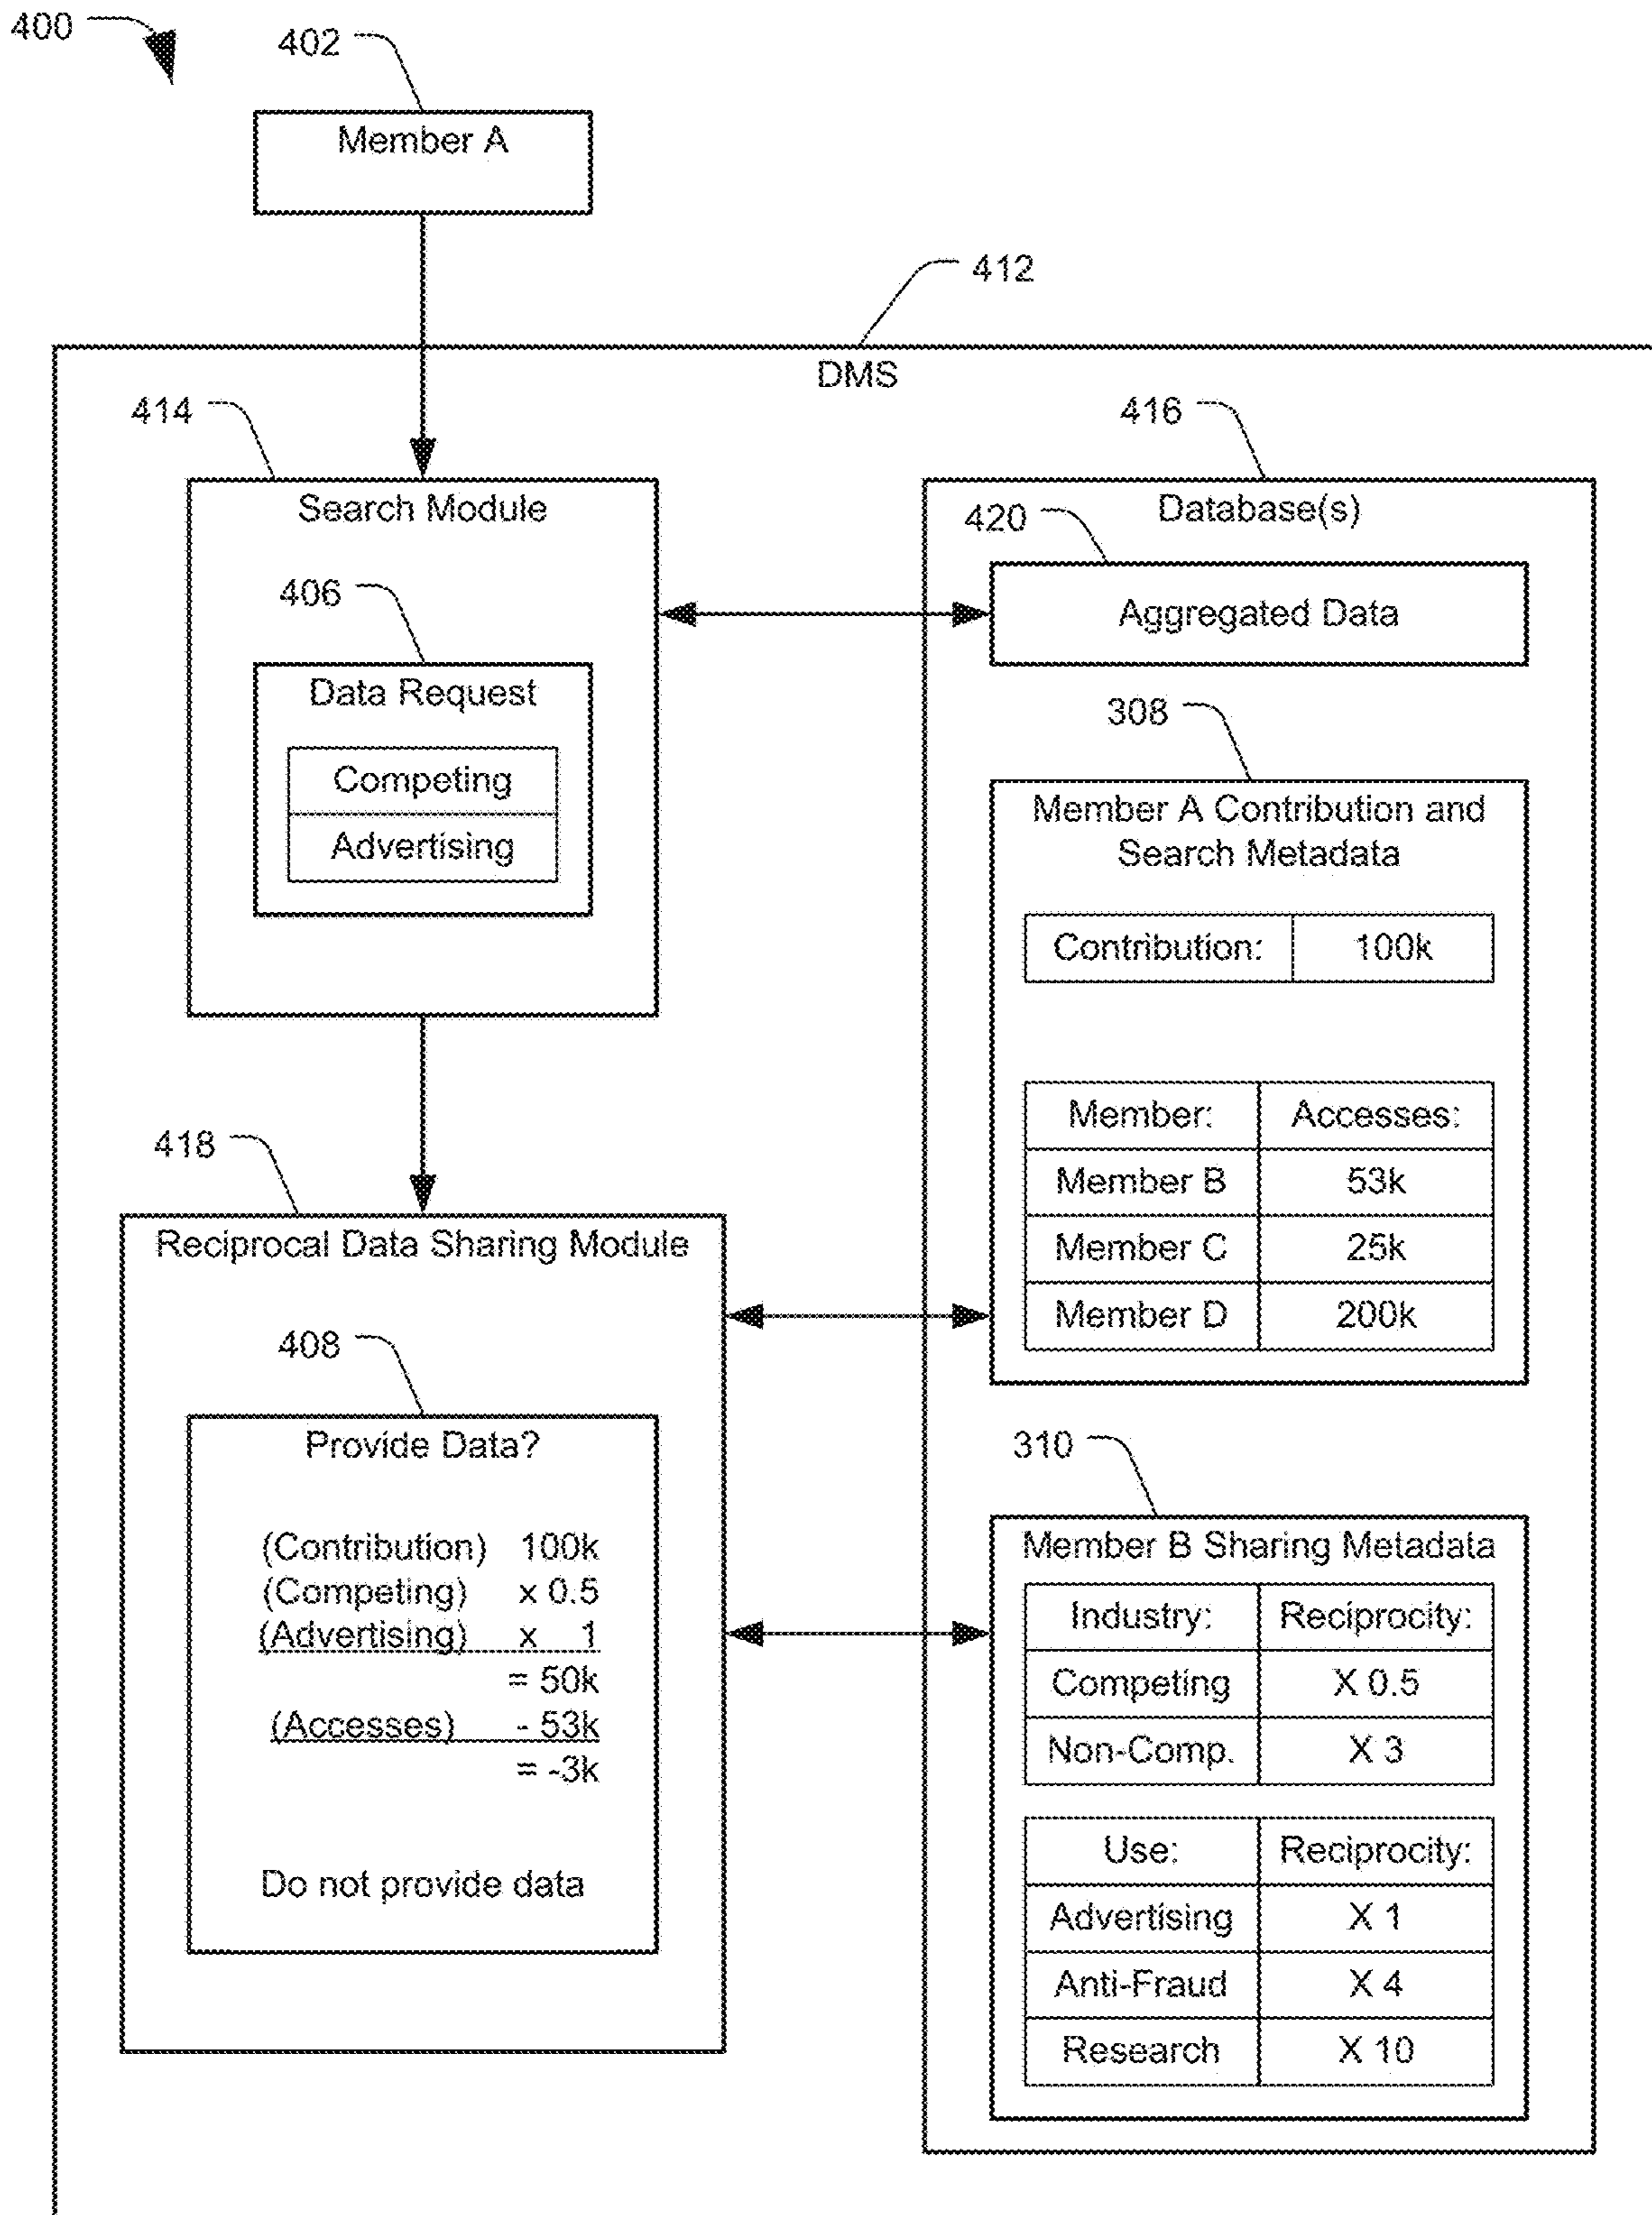 400
402
Member A
412
DMS
414
Search Module
406
Data Request
Competing
Advertising
416
Database(s)
420
Aggregated Data
308
Member A Contribution and
Search Metadata
Contribution: 100k
Member: Accesses:
Member B 53k
Member C 25k
Member D 200k
418
Reciprocal Data Sharing Module
408
Provide Data?
(Contribution) 100k
(Competing) x 0.5
(Advertising) x 1
= 50k
(Accesses) - 53k
= -3k
Do not provide data
310
Member B Sharing Metadata
Industry: Reciprocity:
Competing X 0.5
Non-Comp. X 3
Use: Reciprocity:
Advertising X 1
Anti-Fraud X 4
Research X 10